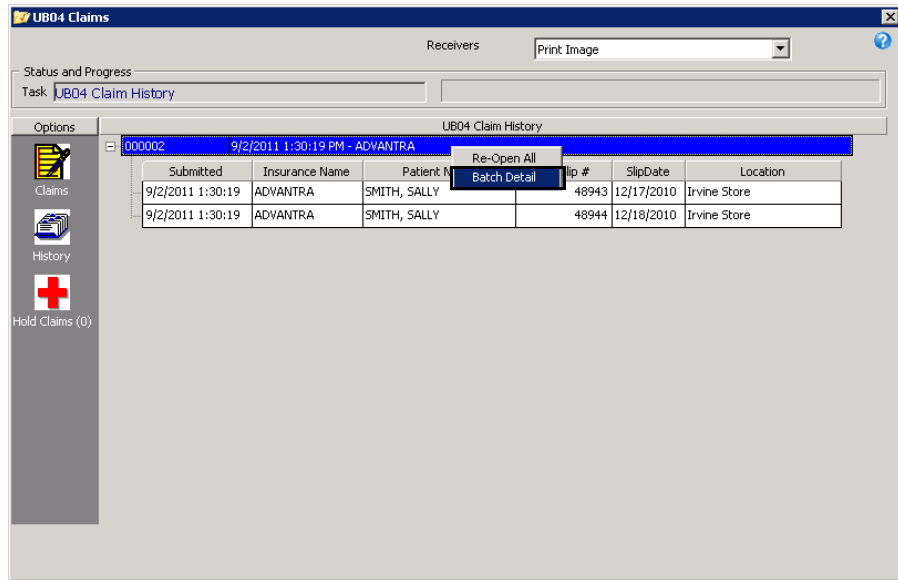 UB04 Claims
Receivers Print Image
Status and Progress
Task UB04 Claim History
Options UB04 Claim History
000002 9/2/2011 1:30:19 PM - ADVANTRA
Re-Open All
Batch Detail
Submitted Insurance Name Patient N lip # SlipDate Location
9/2/2011 1:30:19 ADVANTRA SMITH, SALLY 48943 12/17/2010 Irvine Store
9/2/2011 1:30:19 ADVANTRA SMITH, SALLY 48944 12/18/2010 Irvine Store
Claims
History
Hold Claims (0)